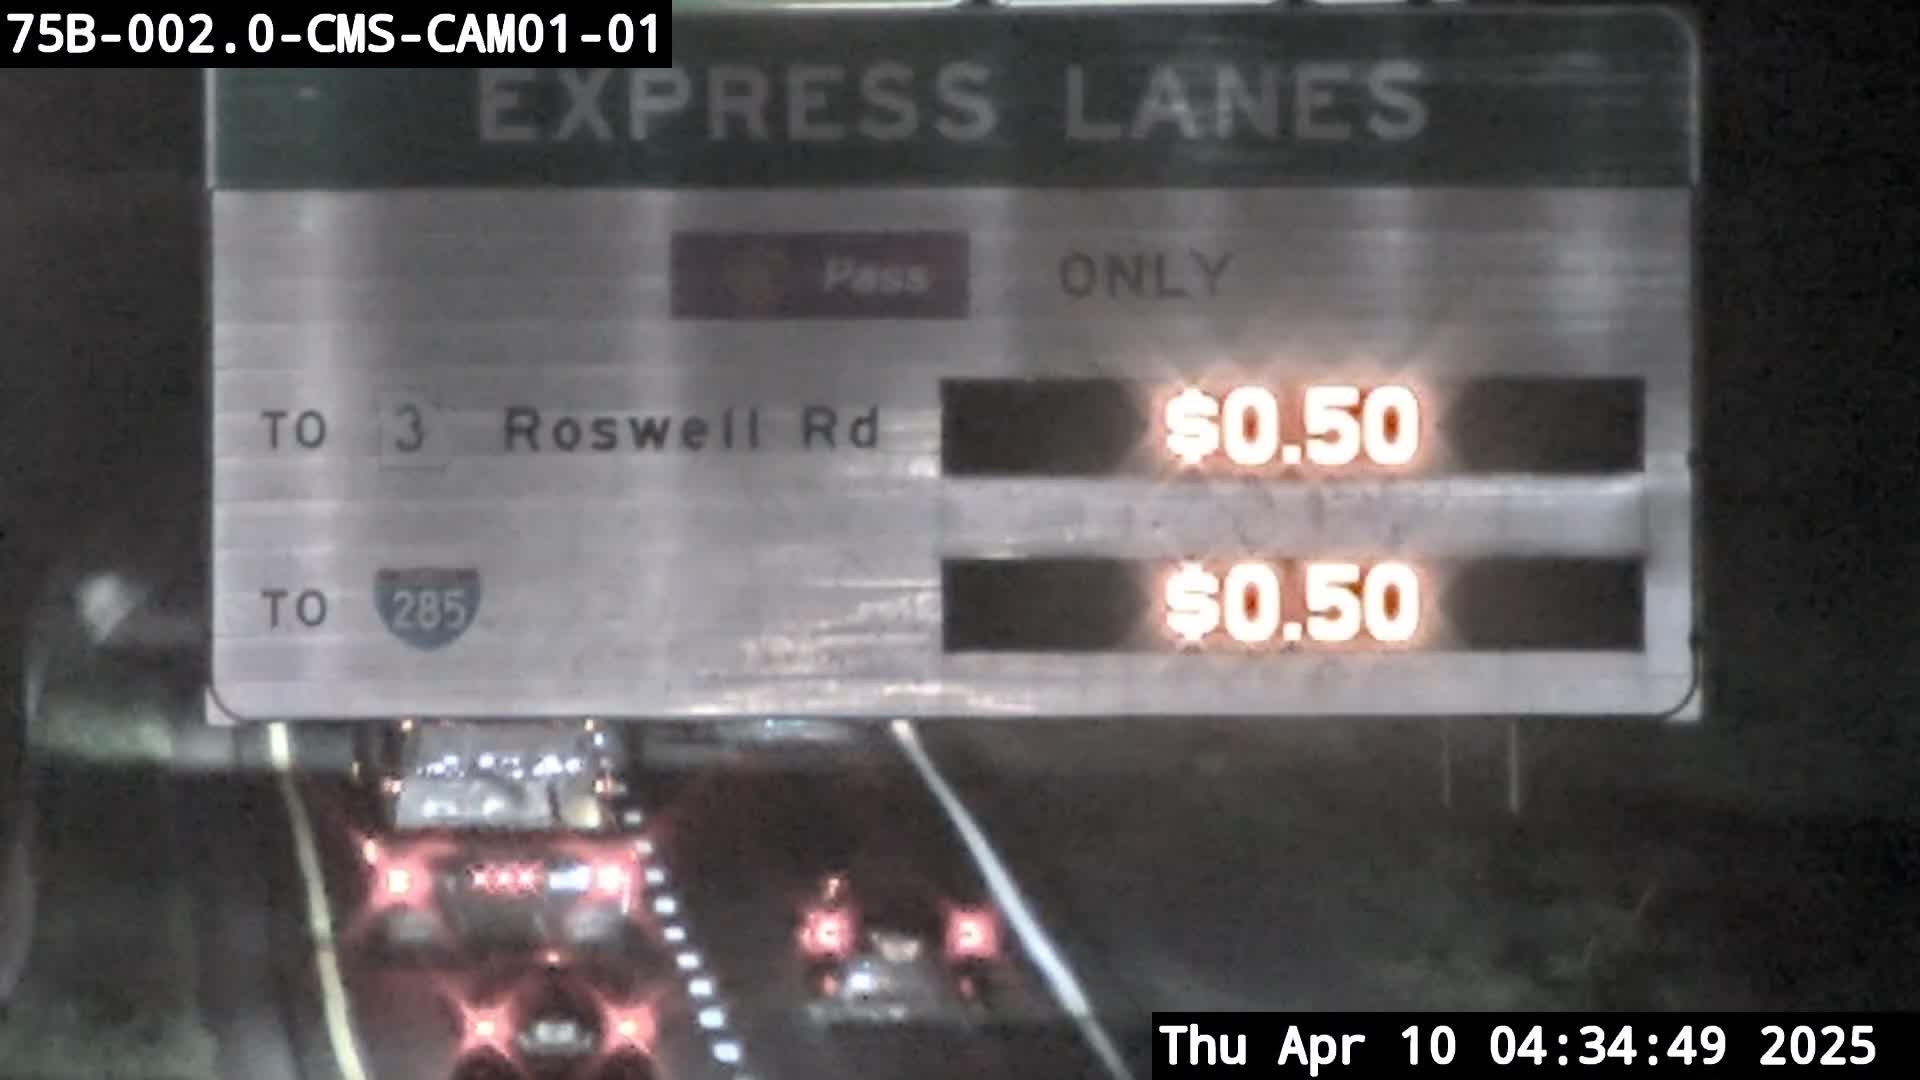 75B-002.0-CMS-CAM01-01
EXPRESS LANES
Pass ONLY
TO 3 Roswell Rd $0.50
TO 285 $0.50
Thu Apr 10 04:34:49 2025